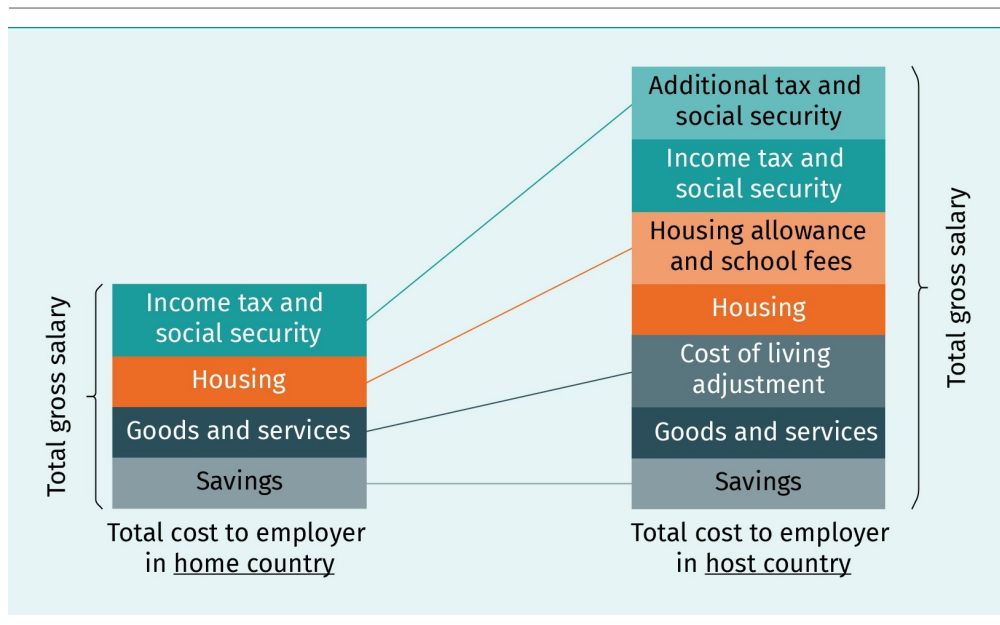 Total gross salary
Income tax and
social security
Housing
Goods and services
Savings
Total cost to employer
in home country
Additional tax and
social security
Income tax and
social security
Housing allowance
and school fees
Housing
Cost of living
adjustment
Goods and services
Savings
Total cost to employer
in host country
Total gross salary